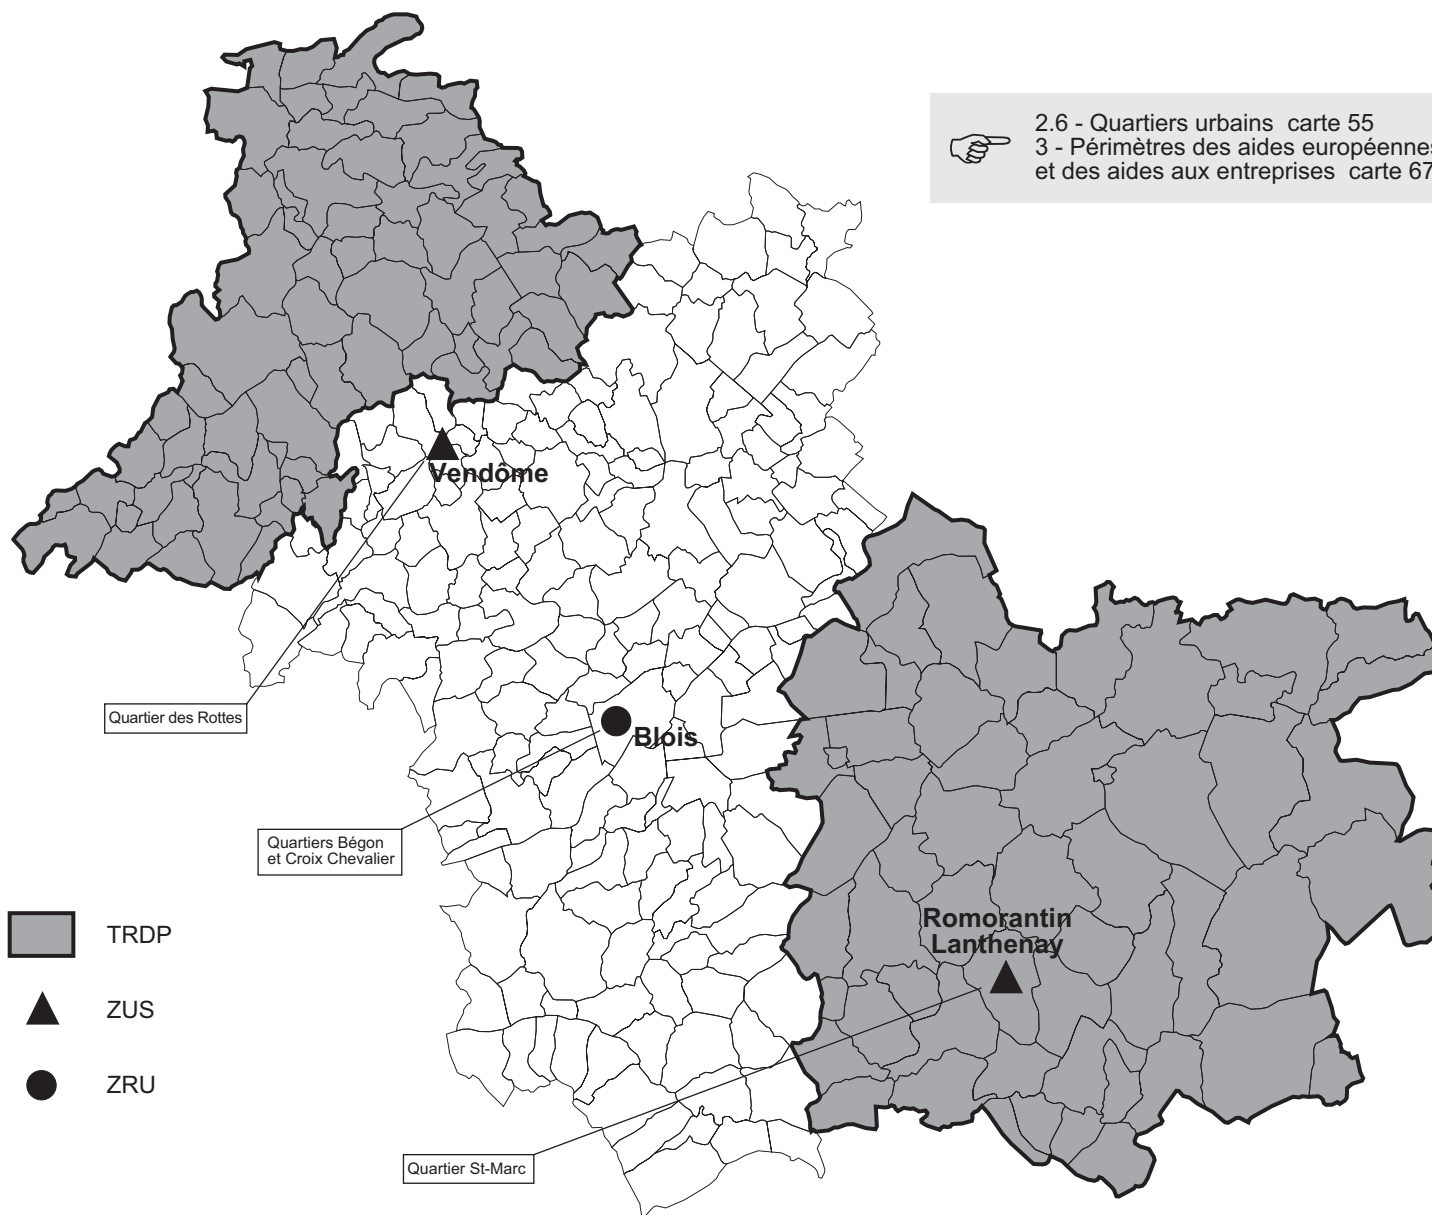 2.6 - Quartiers urbains carte 55
3 - Périmètres des aides européennes
et des aides aux entreprises carte 67
Vendôme
Quartier des Rottes
Blois
Quartiers Bégon
et Croix Chevalier
Romorantin
Lanthenay
TRDP
ZUS
ZRU
Quartier St-Marc